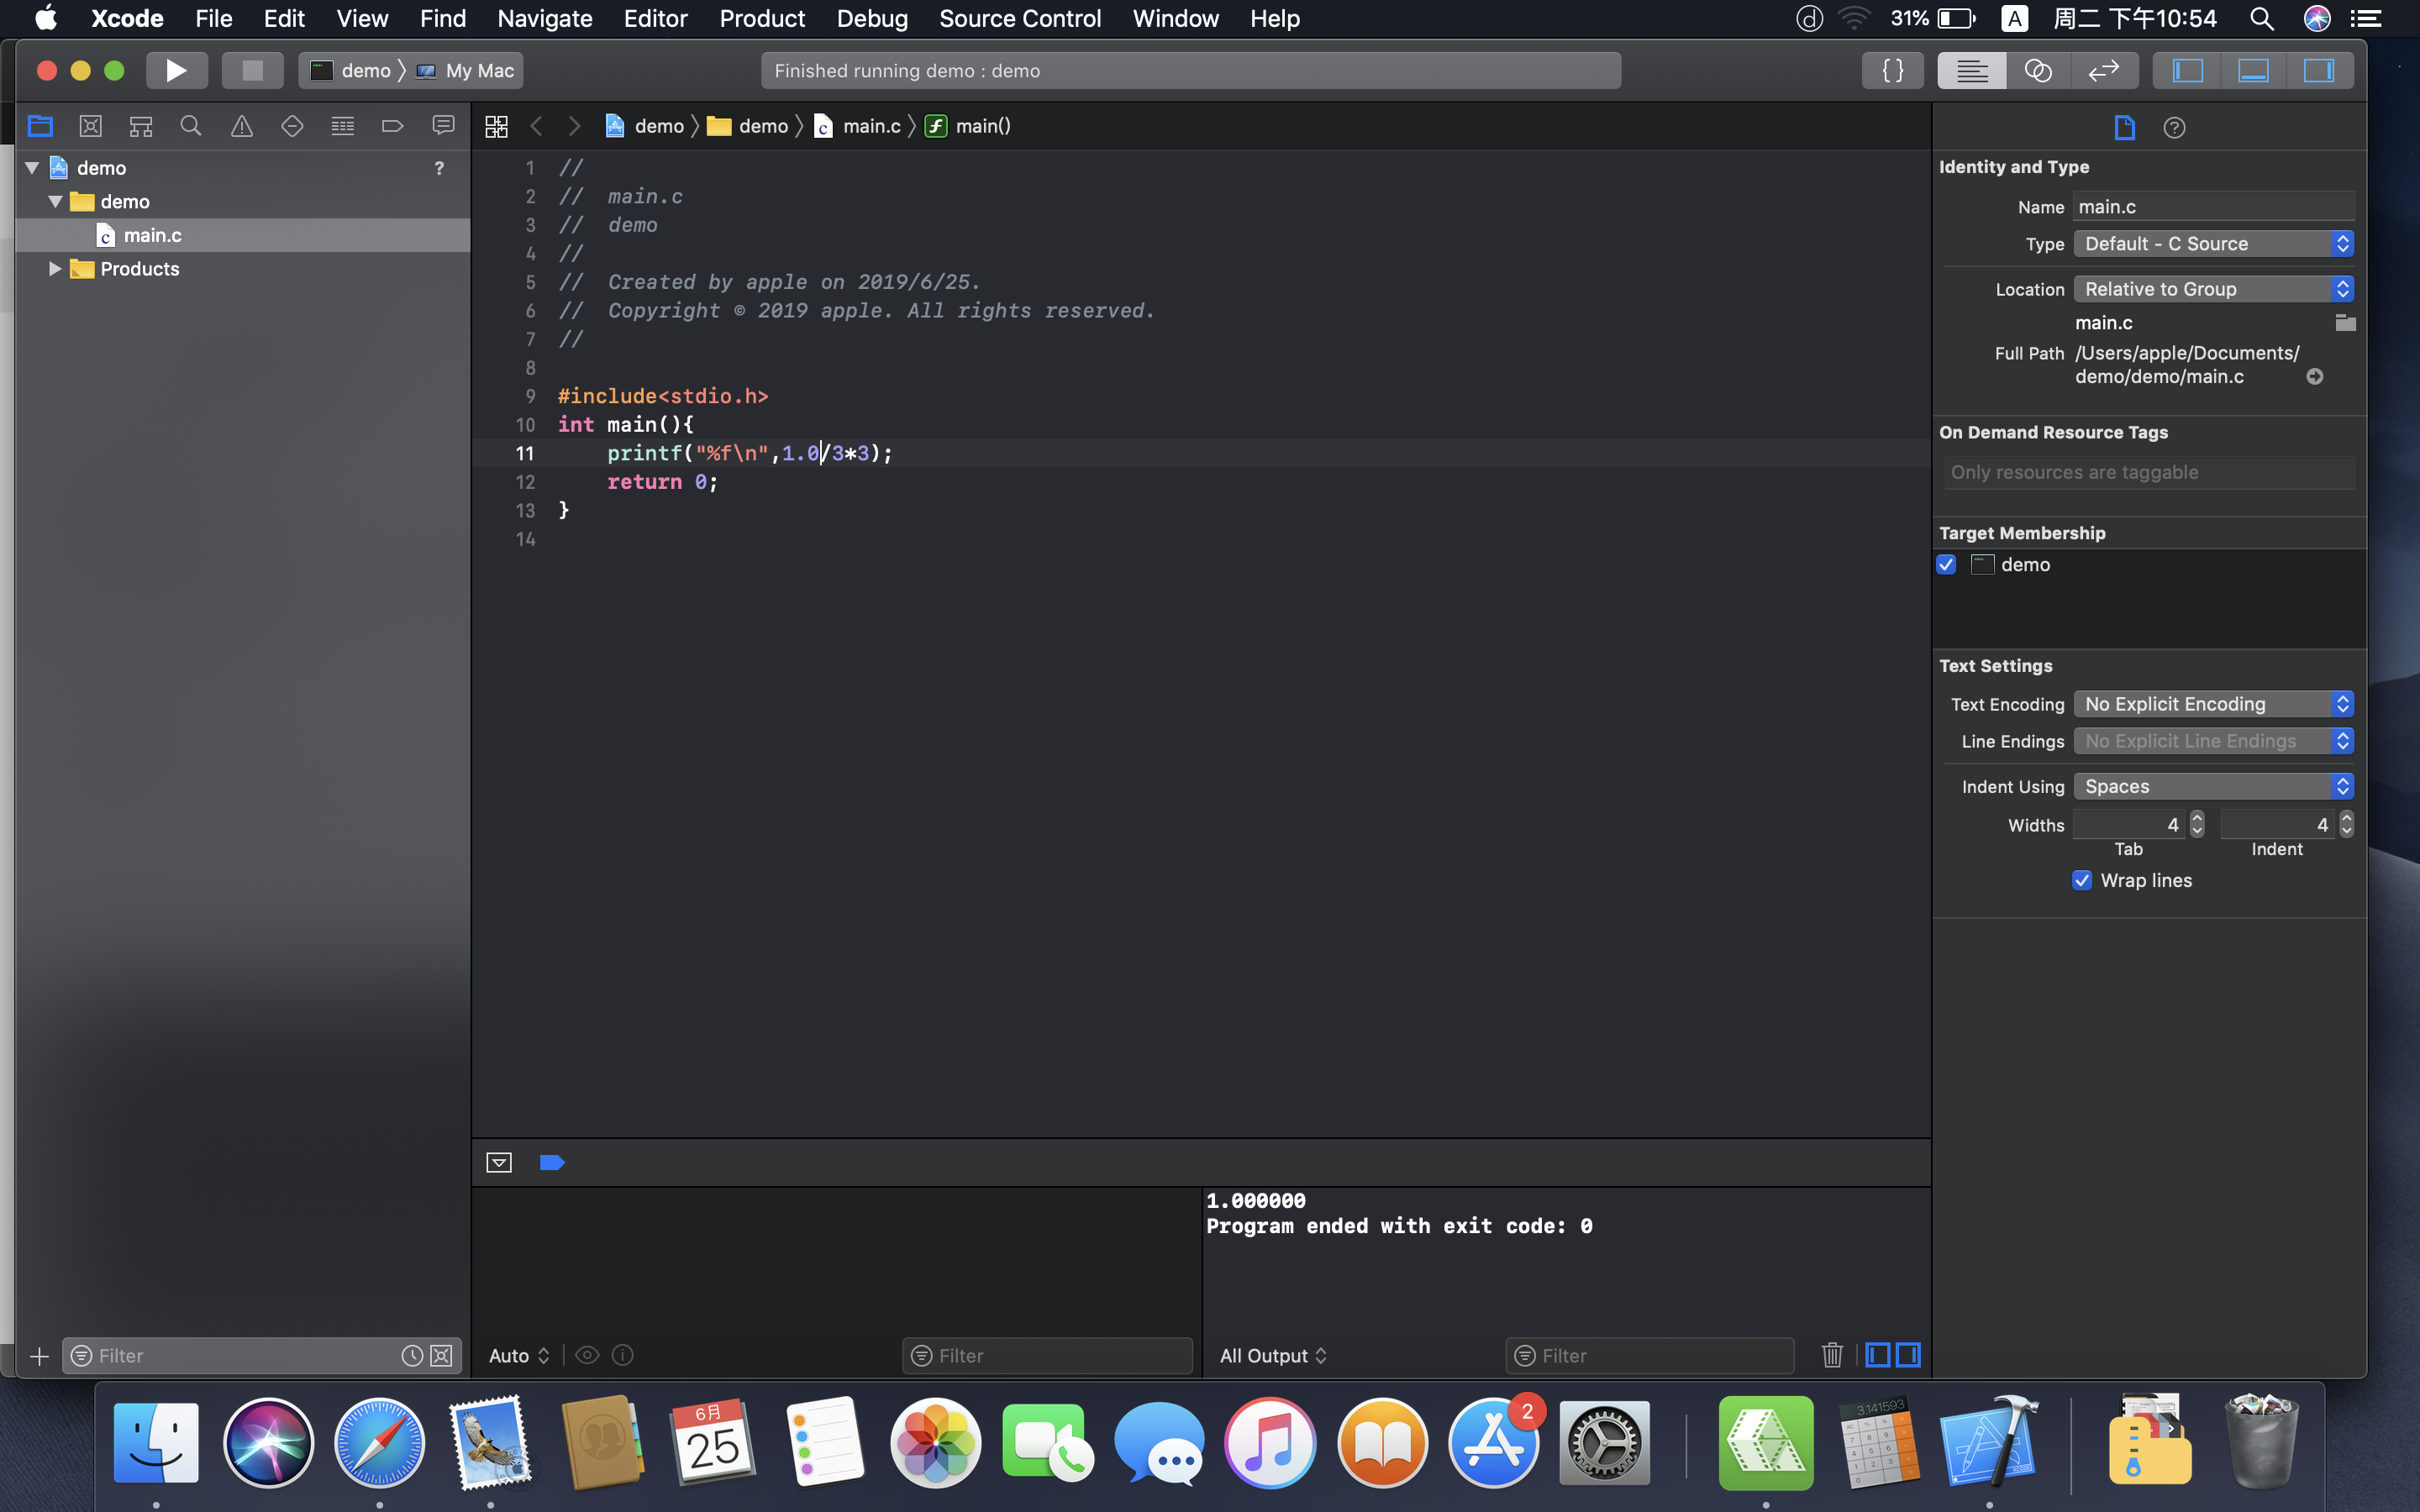 Xcode File Edit View Find Navigate Editor Product Debug Source Control Window Help 31% A 周二 下午10:54
demo 〉 My Mac
Finished running demo : demo
{ }
demo 〉 demo 〉 main.c 〉 main()
demo ?
demo
main.c
Products
1 //
2 //  main.c
3 //  demo
4 //
5 //  Created by apple on 2019/6/25.
6 //  Copyright © 2019 apple. All rights reserved.
7 //
8
9 #include<stdio.h>
10 int main(){
11     printf("%f\n",1.0/3*3);
12     return 0;
13 }
14
Identity and Type
Name main.c
Type Default - C Source
Location Relative to Group
main.c
Full Path /Users/apple/Documents/
demo/demo/main.c
On Demand Resource Tags
Only resources are taggable
Target Membership
demo
Text Settings
Text Encoding No Explicit Encoding
Line Endings No Explicit Line Endings
Indent Using Spaces
Widths 4 4
Tab Indent
Wrap lines
1.000000
Program ended with exit code: 0
Filter
Auto
Filter
All Output
Filter
6月
25
2
3.141593